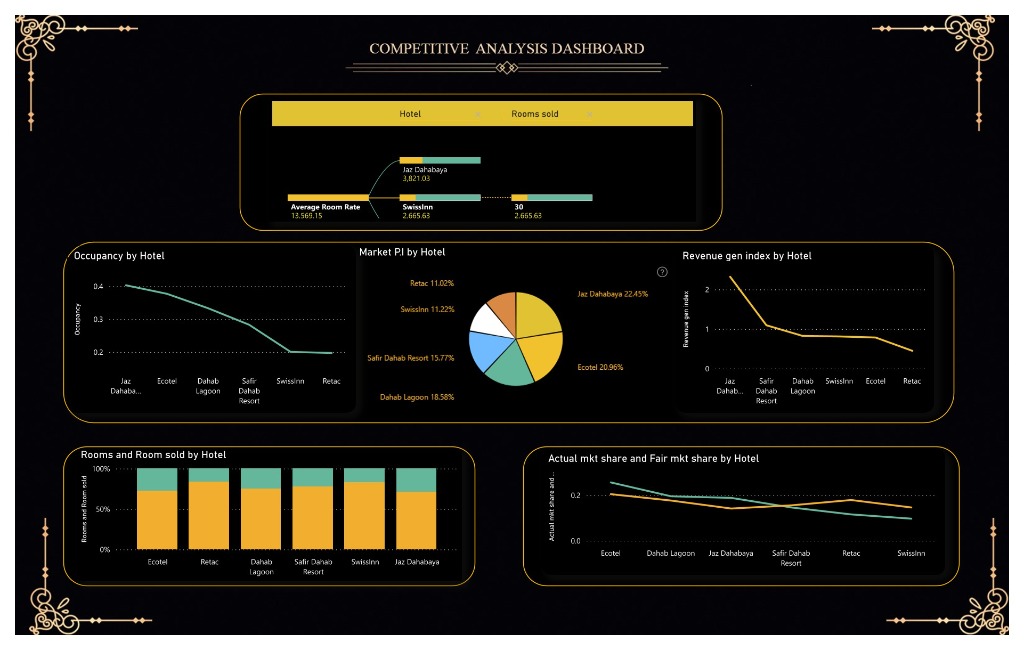 COMPETITIVE ANALYSIS DASHBOARD
Hotel
Rooms sold
Jaz Dahabaya
3,821.03
Average Room Rate
13,569.15
SwissInn
2,665.63
30
2,665.63
Occupancy by Hotel
Occupancy
0.4
0.3
0.2
Jaz
Dahaba...
Ecotel
Dahab
Lagoon
Safir
Dahab
Resort
SwissInn
Retac
Market P.I by Hotel
?
Retac 11.02%
SwissInn 11.22%
Safir Dahab Resort 15.77%
Dahab Lagoon 18.58%
Jaz Dahabaya 22.45%
Ecotel 20.96%
Revenue gen index by Hotel
Revenue gen index
2
1
0
Jaz
Dahab...
Safir
Dahab
Resort
Dahab
Lagoon
SwissInn
Ecotel
Retac
Rooms and Room sold by Hotel
Rooms and Room sold
100%
50%
0%
Ecotel
Retac
Dahab
Lagoon
Safir Dahab
Resort
SwissInn
Jaz Dahabaya
Actual mkt share and Fair mkt share by Hotel
Actual mkt share and ...
0.2
0.0
Ecotel
Dahab Lagoon
Jaz Dahabaya
Safir Dahab
Resort
Retac
SwissInn